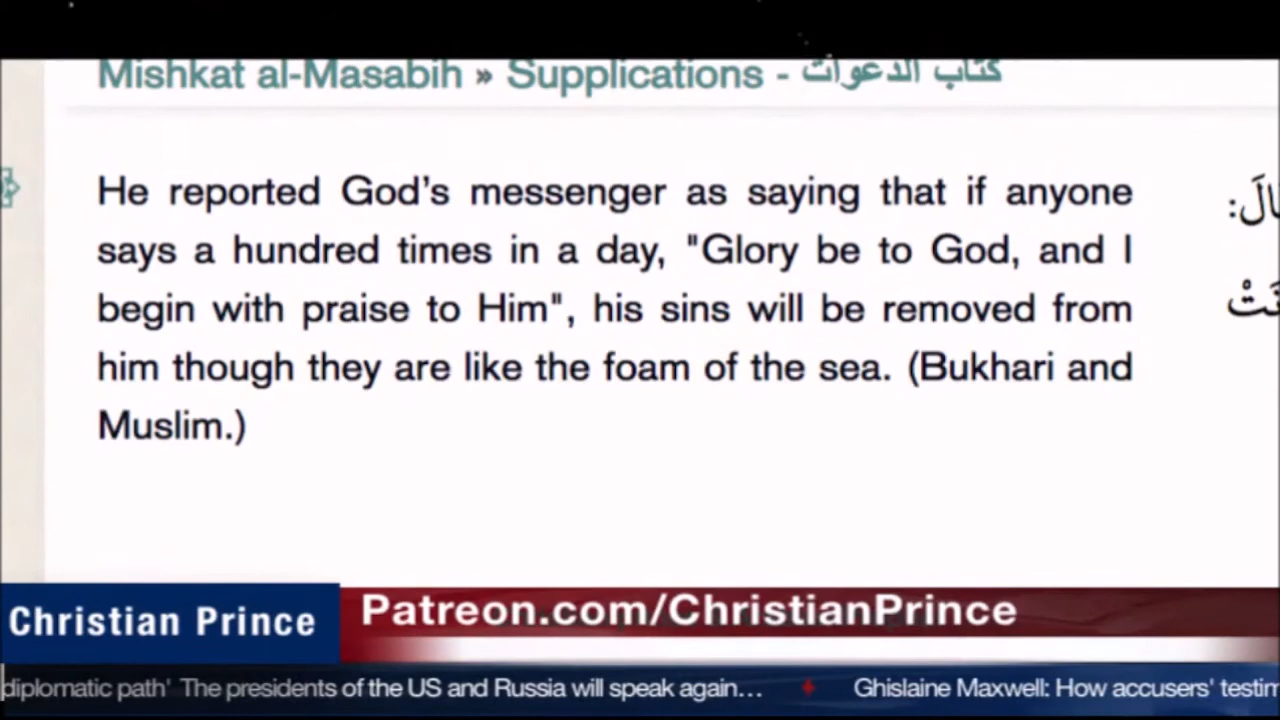 Mishkat al-Masabih » Supplications - كتاب الدعوات
He reported God's messenger as saying that if anyone
says a hundred times in a day, "Glory be to God, and I
begin with praise to Him", his sins will be removed from
him though they are like the foam of the sea. (Bukhari and
Muslim.)
Christian Prince
Patreon.com/ChristianPrince
diplomatic path' The presidents of the US and Russia will speak again... ♦ Ghislaine Maxwell: How accusers'